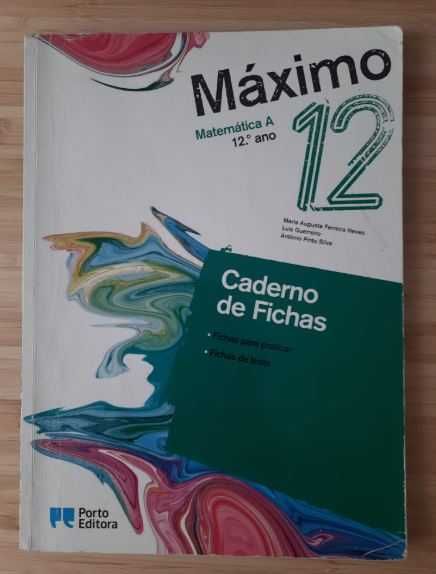 Máximo
Matemática A
12.º ano
12
Maria Augusta Ferreira Neves
Luís Guerreiro
António Pinto Silva
Caderno
de Fichas
• Fichas para praticar
• Fichas de teste
Porto
Editora